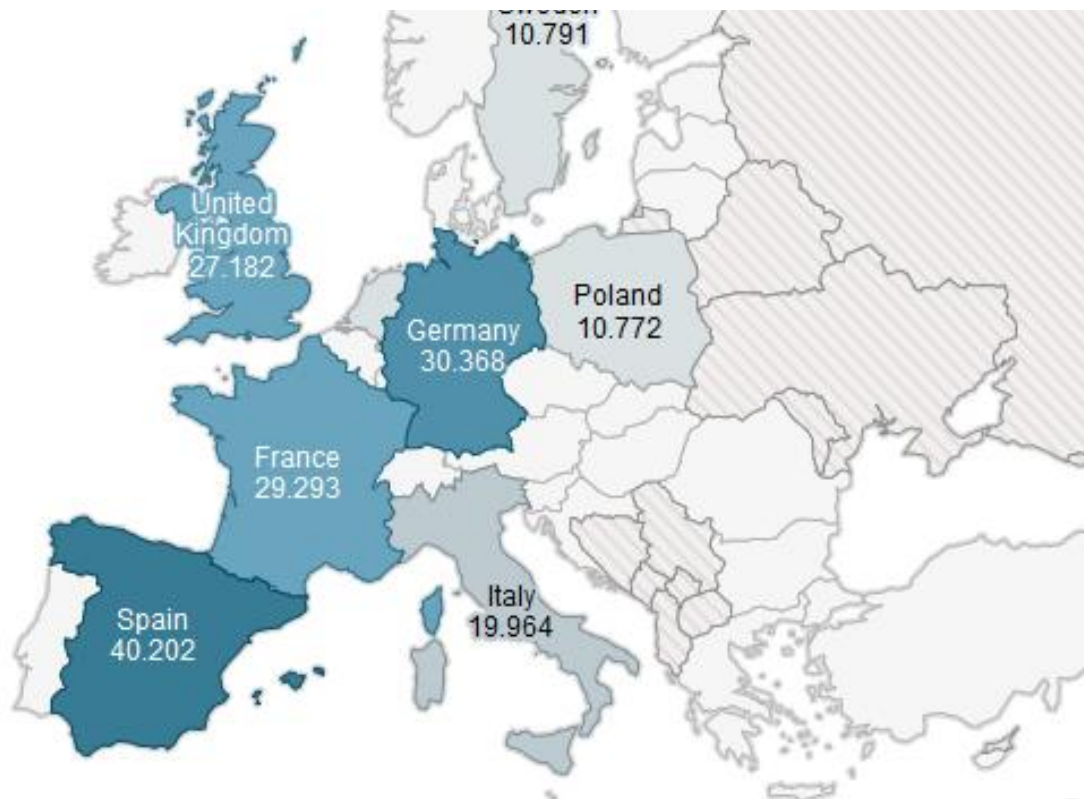 Sweden
10.791
United
Kingdom
27.182
Poland
10.772
Germany
30.368
France
29.293
Italy
19.964
Spain
40.202